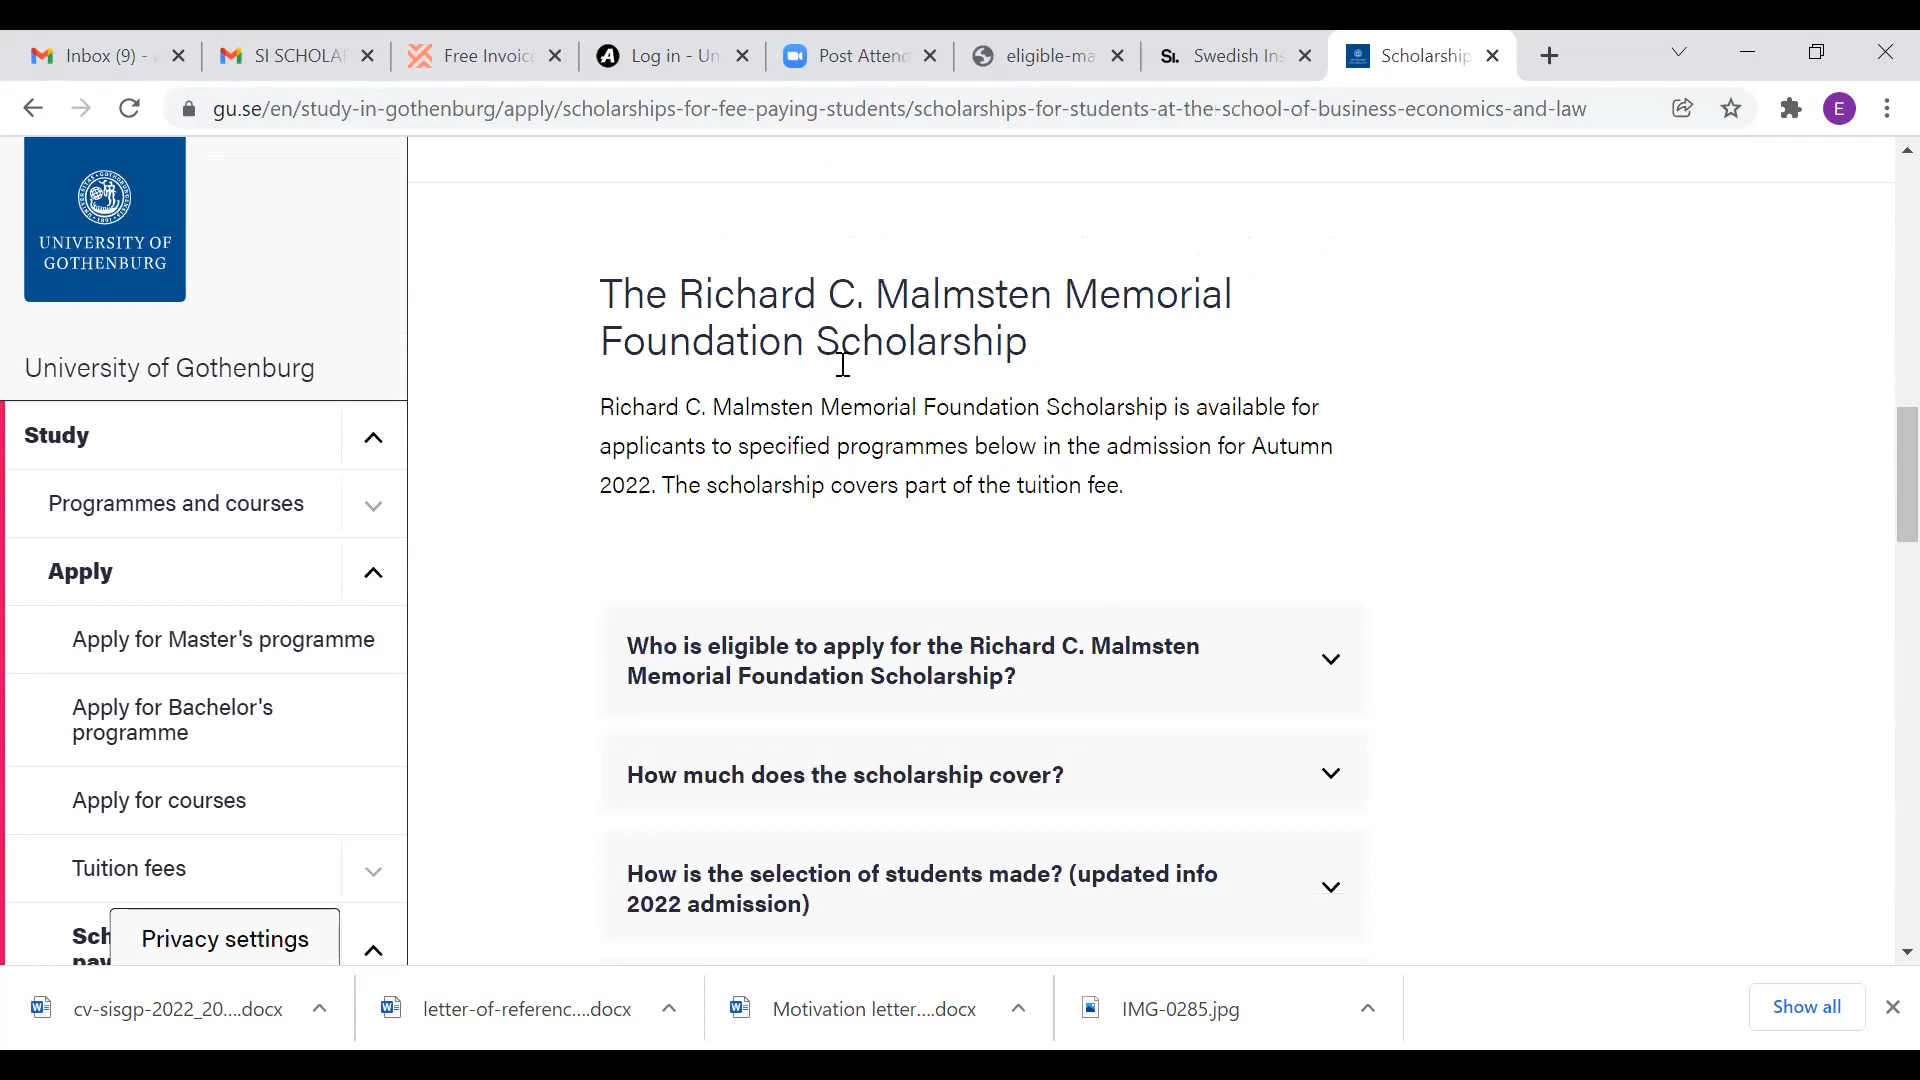 Inbox (9) - a
SI SCHOLAR
Free Invoice
Log in - Un
Post Attenc
eligible-ma
Si. Swedish Ins
Scholarship
gu.se/en/study-in-gothenburg/apply/scholarships-for-fee-paying-students/scholarships-for-students-at-the-school-of-business-economics-and-law
E
UNIVERSITY OF
GOTHENBURG
University of Gothenburg
Study
Programmes and courses
Apply
Apply for Master's programme
Apply for Bachelor's
programme
Apply for courses
Tuition fees
Sch
pay
Privacy settings
The Richard C. Malmsten Memorial
Foundation Scholarship
Richard C. Malmsten Memorial Foundation Scholarship is available for
applicants to specified programmes below in the admission for Autumn
2022. The scholarship covers part of the tuition fee.
Who is eligible to apply for the Richard C. Malmsten
Memorial Foundation Scholarship?
How much does the scholarship cover?
How is the selection of students made? (updated info
2022 admission)
cv-sisgp-2022_20....docx
letter-of-referenc....docx
Motivation letter....docx
IMG-0285.jpg
Show all